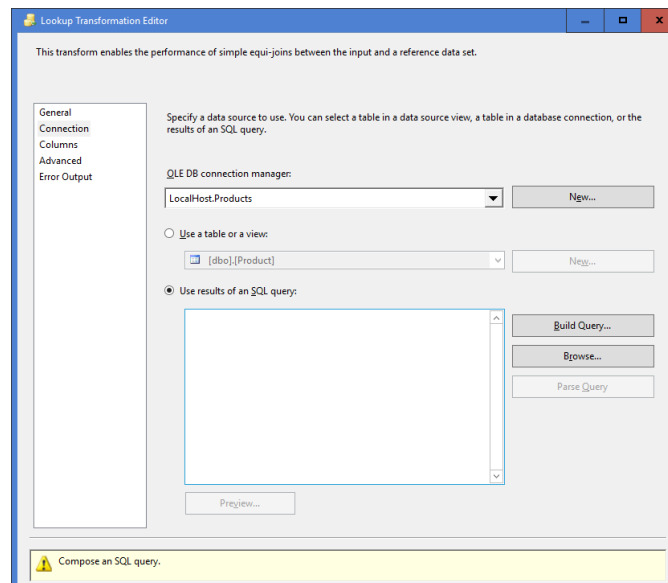 Lookup Transformation Editor
This transform enables the performance of simple equi-joins between the input and a reference data set.
General
Connection
Columns
Advanced
Error Output
Specify a data source to use. You can select a table in a data source view, a table in a database connection, or the
results of an SQL query.
OLE DB connection manager:
LocalHost.Products
New...
Use a table or a view:
[dbo].[Product]
New...
Use results of an SQL query:
Build Query...
Browse...
Parse Query
Preview...
Compose an SQL query.